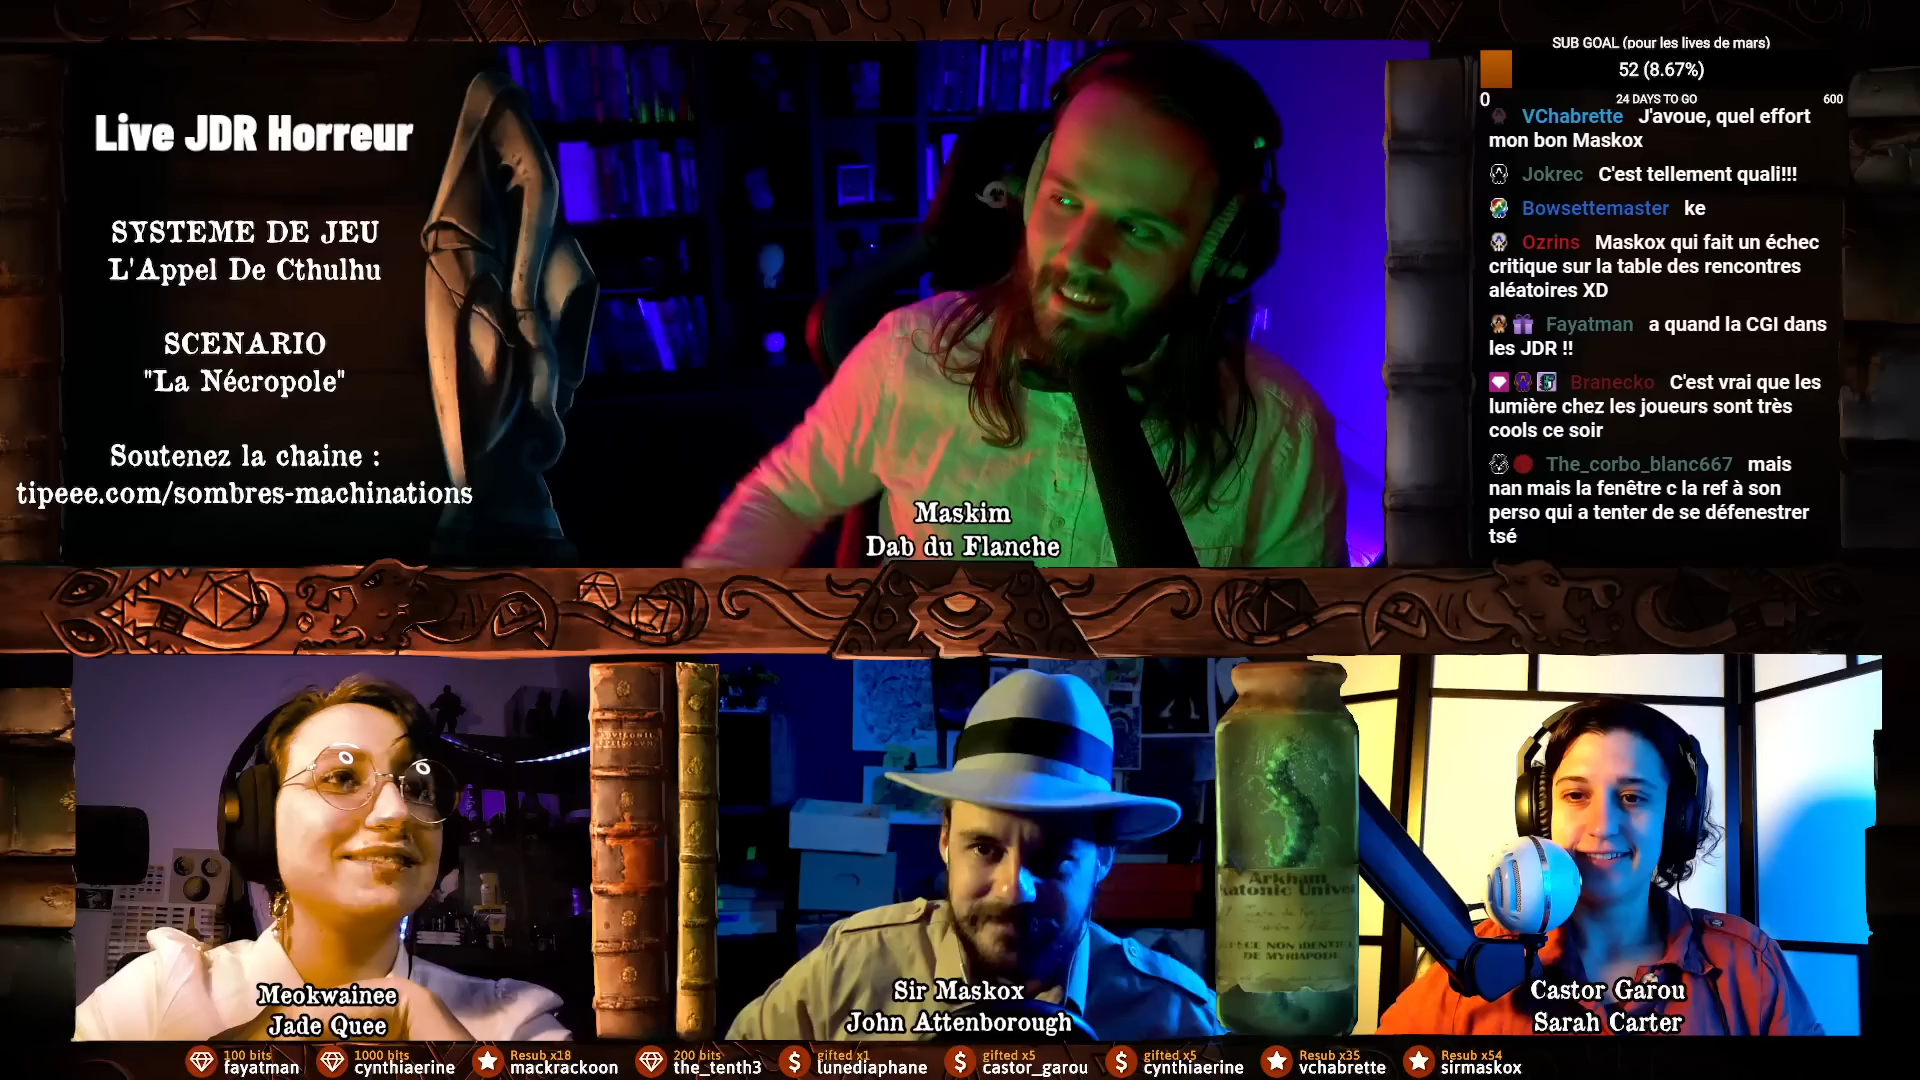 Live JDR Horreur
SYSTEME DE JEU
L'Appel De Cthulhu
SCENARIO
"La Nécropole"
Soutenez la chaine :
tipeee.com/sombres-machinations
Maskim
Dab du Flanche
SUB GOAL (pour les lives de mars)
52 (8.67%)
0
24 DAYS TO GO
600
VChabrette J'avoue, quel effort
mon bon Maskox
Jokrec C'est tellement quali!!!
Bowsettemaster ke
Ozrins Maskox qui fait un échec
critique sur la table des rencontres
aléatoires XD
Fayatman a quand la CGI dans
les JDR !!
Branecko C'est vrai que les
lumière chez les joueurs sont très
cools ce soir
The_corbo_blanc667 mais
nan mais la fenêtre c la ref à son
perso qui a tenter de se défenestrer
tsé
Meokwainee
Jade Quee
Sir Maskox
John Attenborough
Arkham
DE MYRIAPODE
Castor Garou
Sarah Carter
100 bits
fayatman
1000 bits
cynthiaerine
Resub x18
mackrackoon
200 bits
the_tenth3
gifted x1
lunediaphane
gifted x5
castor_garou
gifted x5
cynthiaerine
Resub x35
vchabrette
Resub x54
sirmaskox